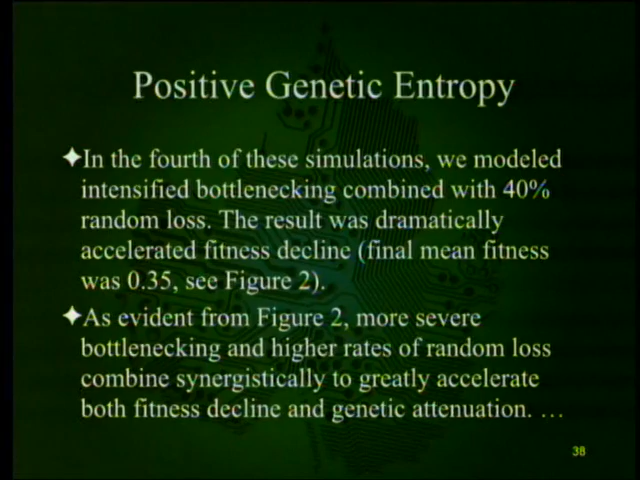 Positive Genetic Entropy
✦In the fourth of these simulations, we modeled
intensified bottlenecking combined with 40%
random loss. The result was dramatically
accelerated fitness decline (final mean fitness
was 0.35, see Figure 2).
✦As evident from Figure 2, more severe
bottlenecking and higher rates of random loss
combine synergistically to greatly accelerate
both fitness decline and genetic attenuation. …
38